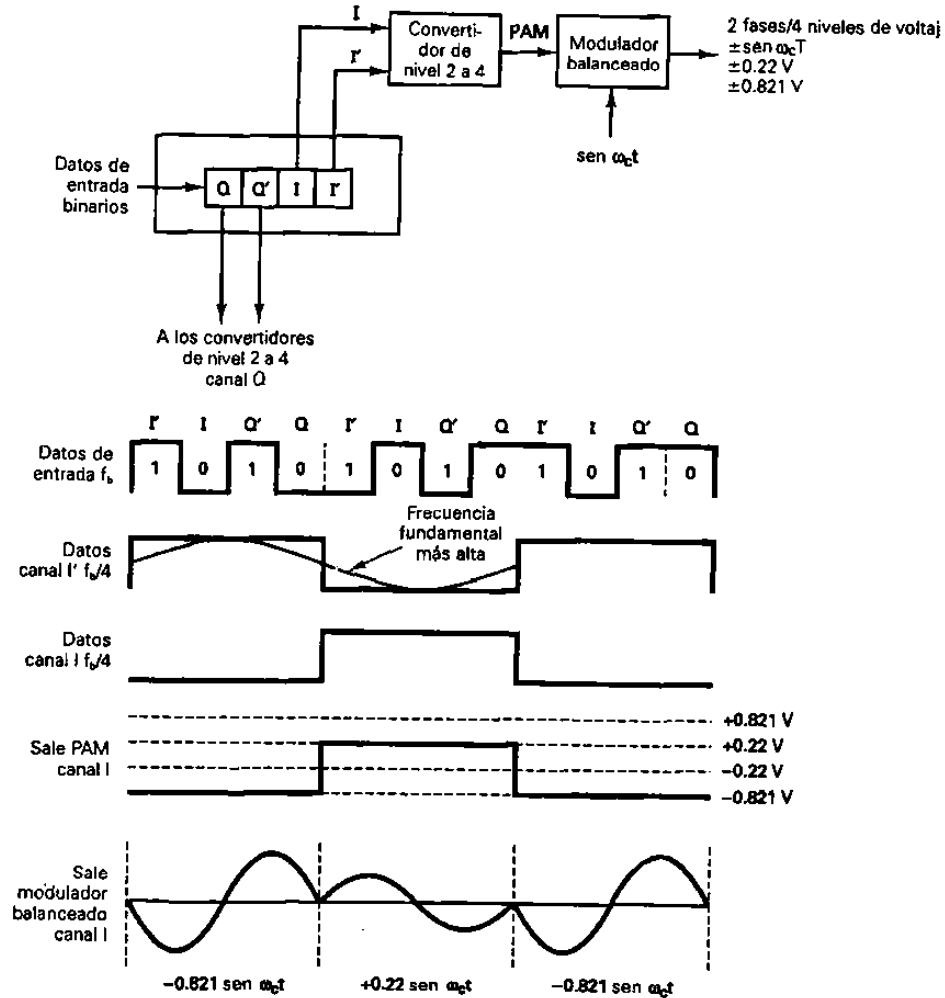 I
I'
Converti-
dor de
nivel 2 a 4
PAM
Modulador
balanceado
2 fases/4 niveles de voltaj
±sen ωcT
±0.22 V
±0.821 V
sen ωct
Datos de
entrada
binarios
Q Q' I I'
A los convertidores
de nivel 2 a 4
canal Q
I' I Q' Q I' I Q' Q I' I Q' Q
Datos de
entrada fb
1 0 1 0 1 0 1 0 1 0 1 0
Frecuencia
fundamental
más alta
Datos
canal I' fb/4
Datos
canal I fb/4
+0.821 V
Sale PAM
canal I
+0.22 V
−0.22 V
−0.821 V
Sale
modulador
balanceado
canal I
−0.821 sen ωct +0.22 sen ωct −0.821 sen ωct